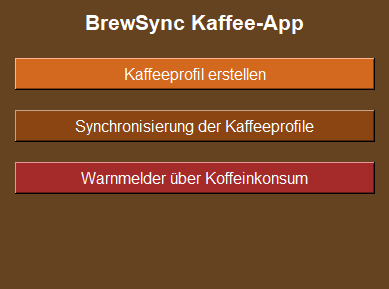 BrewSync Kaffee-App
Kaffeeprofil erstellen
Synchronisierung der Kaffeeprofile
Warnmelder über Koffeinkonsum